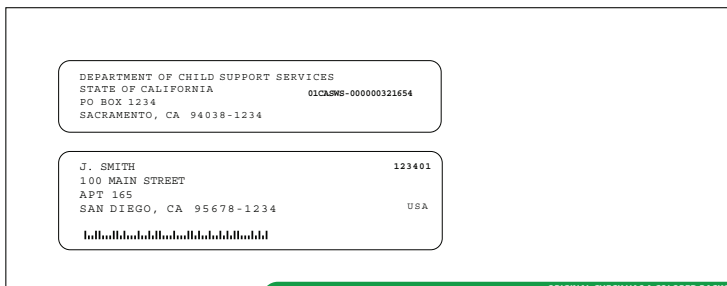 DEPARTMENT OF CHILD SUPPORT SERVICES
STATE OF CALIFORNIA
01CASWS-000000321654
PO BOX 1234
SACRAMENTO, CA 94038-1234
J. SMITH
123401
100 MAIN STREET
APT 165
SAN DIEGO, CA 95678-1234
USA